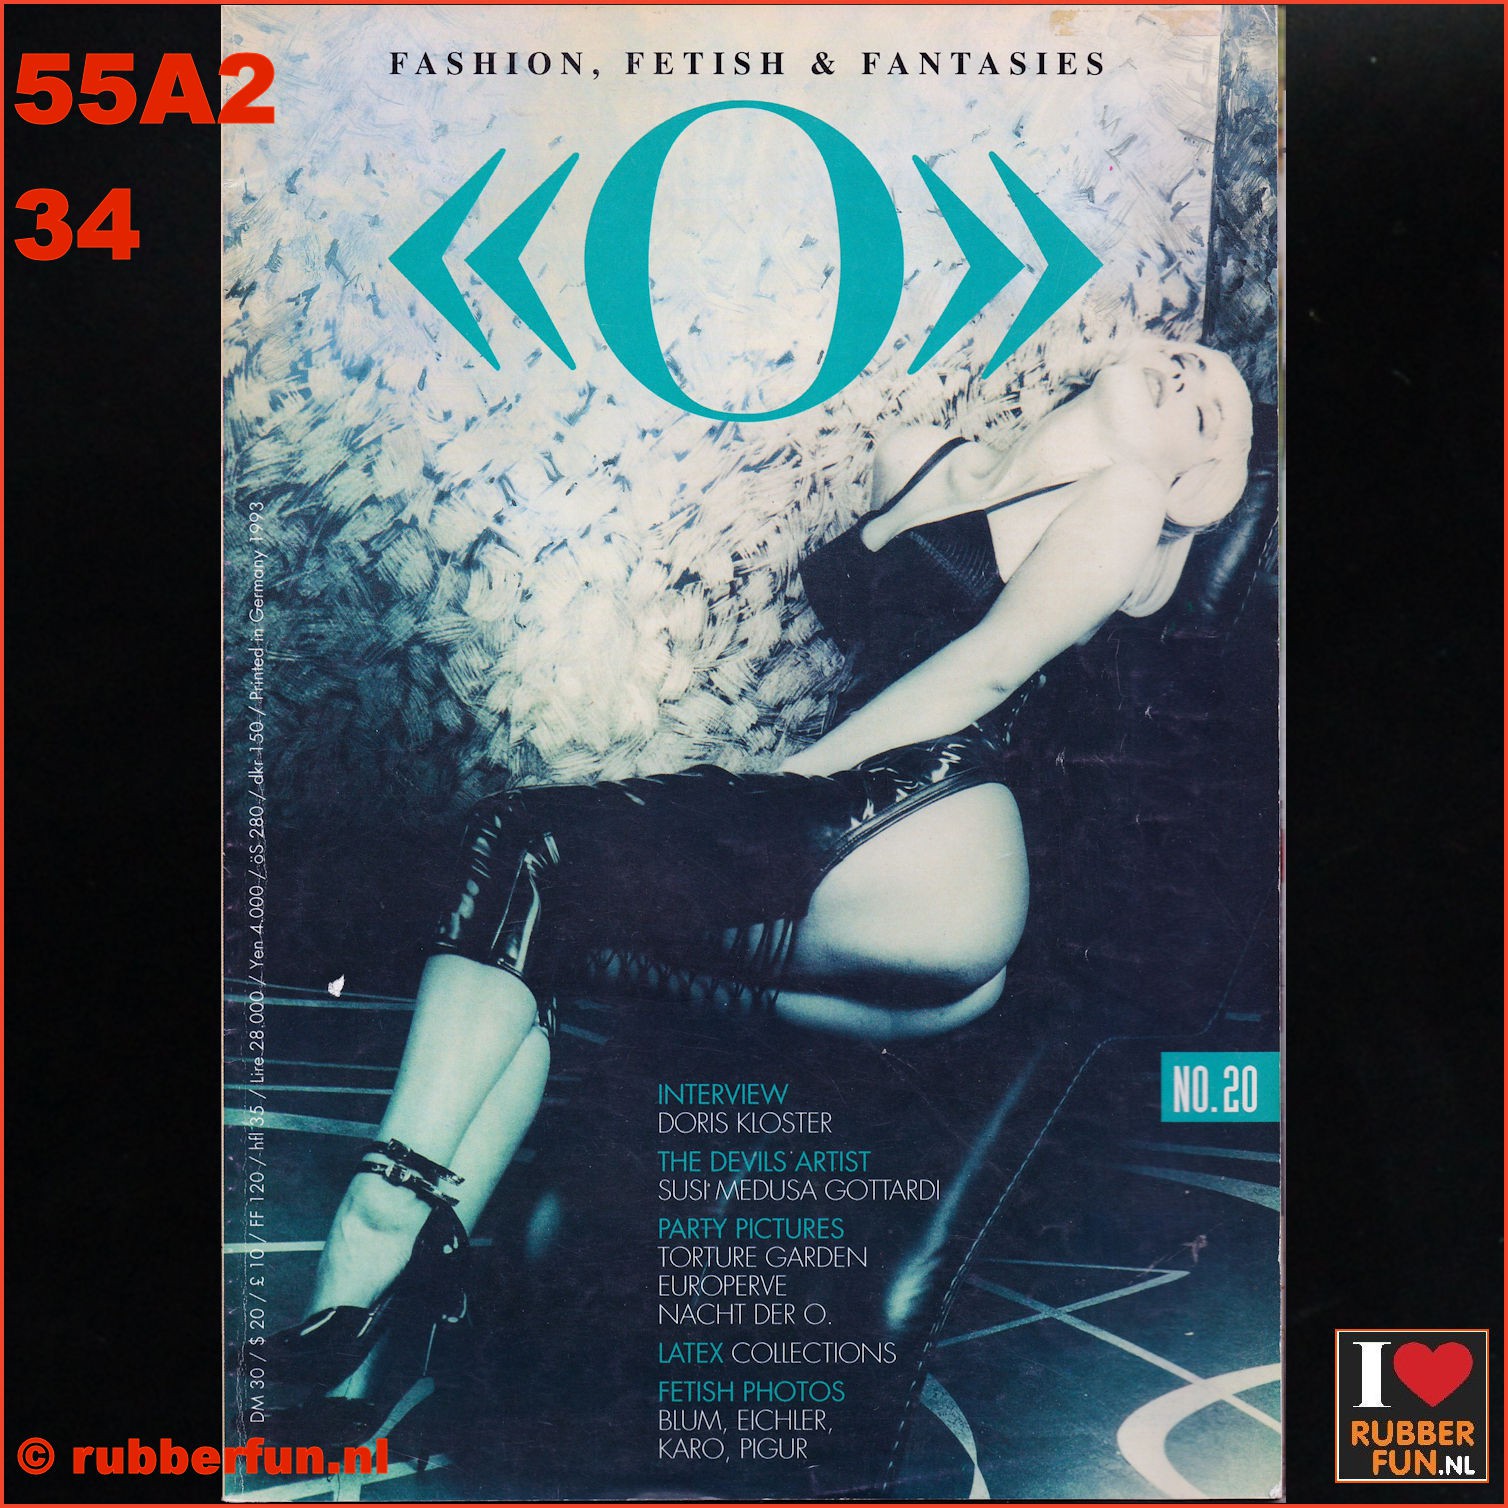 55A2
34
FASHION, FETISH & FANTASIES
«O»
DM 30 / $ 20 / £ 10 / FF 120 / hfl 35 / Lire 28.000 / Yen 4.000 / öS 280 / dkr 150 / Printed in Germany 1993
NO. 20
INTERVIEW
DORIS KLOSTER
THE DEVILS ARTIST
SUSI MEDUSA GOTTARDI
PARTY PICTURES
TORTURE GARDEN
EUROPERVE
NACHT DER O.
LATEX COLLECTIONS
FETISH PHOTOS
BLUM, EICHLER,
KARO, PIGUR
© rubberfun.nl
I ♥
RUBBER
FUN.NL